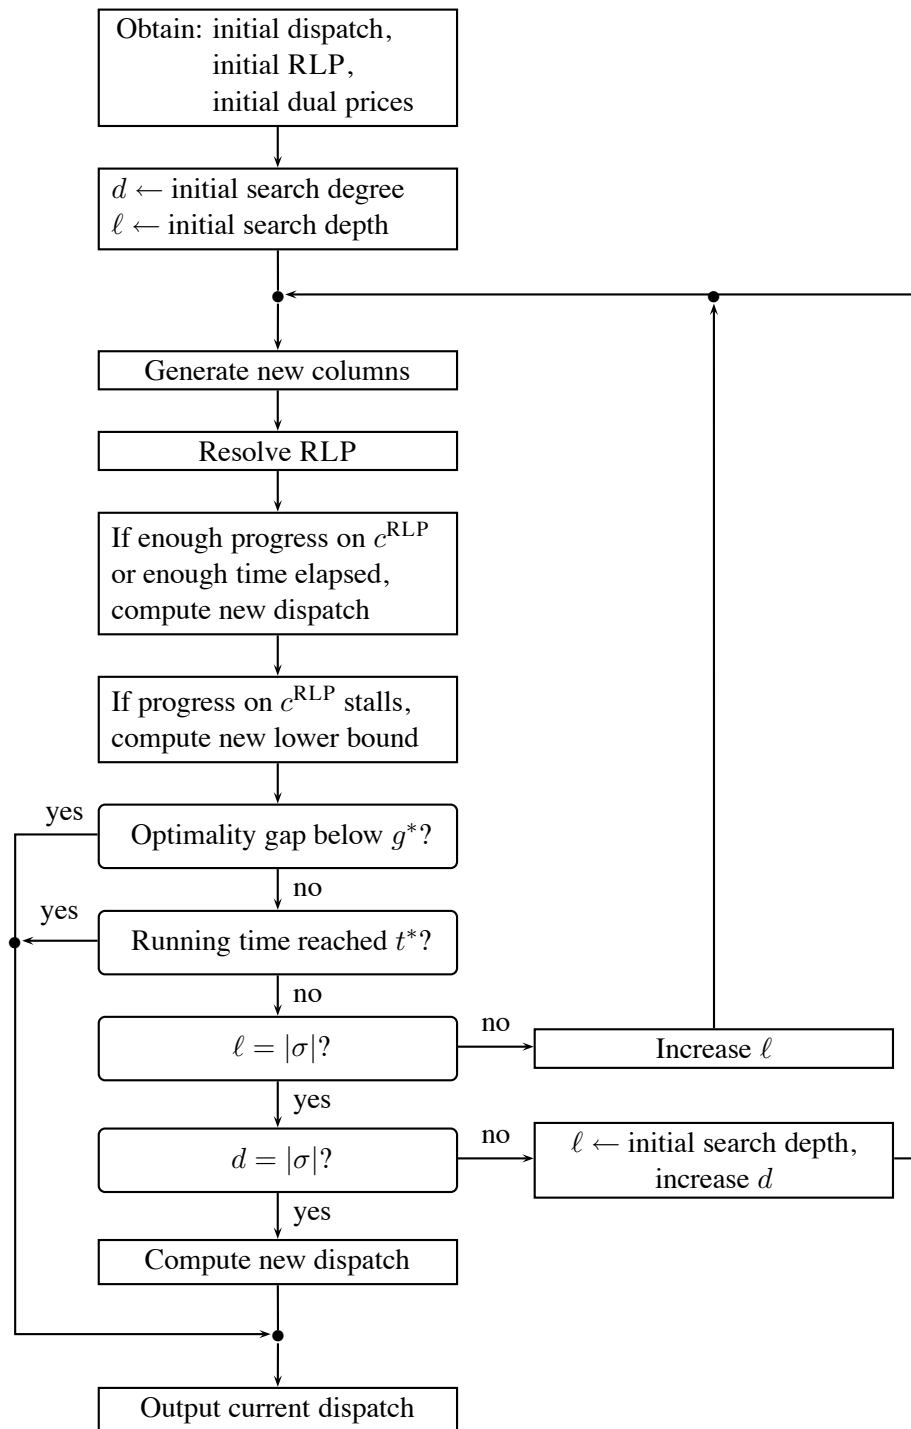 Obtain: initial dispatch,
initial RLP,
initial dual prices
d ← initial search degree
ℓ ← initial search depth
Generate new columns
Resolve RLP
If enough progress on c^RLP
or enough time elapsed,
compute new dispatch
If progress on c^RLP stalls,
compute new lower bound
yes
Optimality gap below g*?
no
yes
Running time reached t*?
no
ℓ = |σ|?
no
Increase ℓ
yes
d = |σ|?
no
ℓ ← initial search depth,
increase d
yes
Compute new dispatch
Output current dispatch